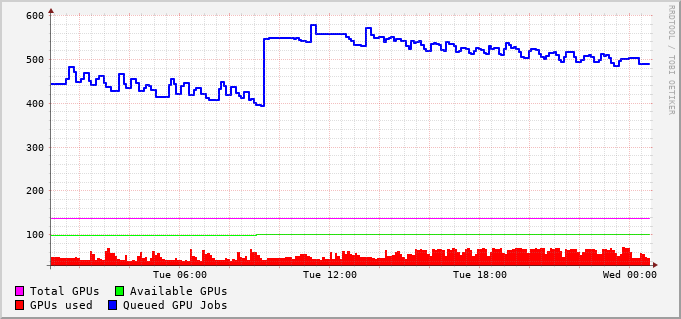 600
500
400
300
200
100
Tue 06:00 Tue 12:00 Tue 18:00 Wed 00:00
Total GPUs Available GPUs
GPUs used Queued GPU Jobs
RRDTOOL / TOBI OETIKER